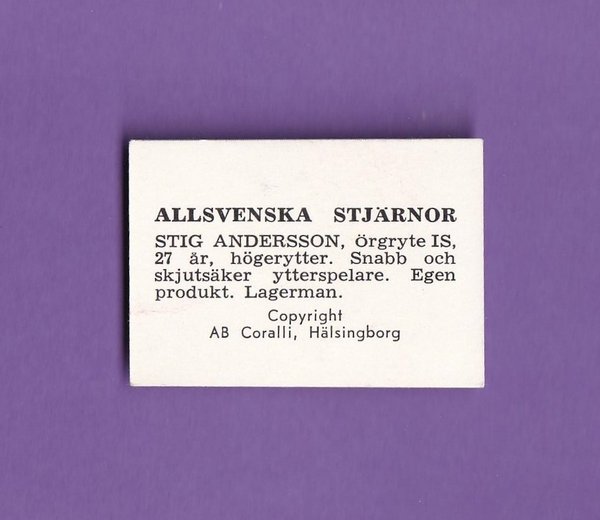 ALLSVENSKA STJÄRNOR
STIG ANDERSSON, örgryte IS,
27 år, högerytter. Snabb och
skjutsäker ytterspelare. Egen
produkt. Lagerman.
Copyright
AB Coralli, Hälsingborg